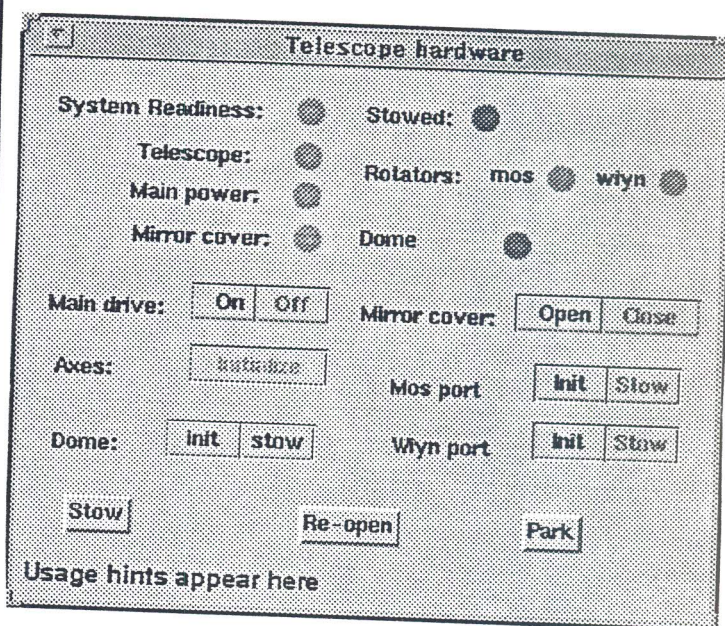 Telescope hardware
System Readiness: Stowed:
Telescope:
Rotators: mos wiyn
Main power:
Mirror cover: Dome
Main drive: On Off Mirror cover: Open Close
Axes: Initialize
Mos port Init Stow
Dome: Init stow Wiyn port Init Stow
Stow Re-open Park
Usage hints appear here